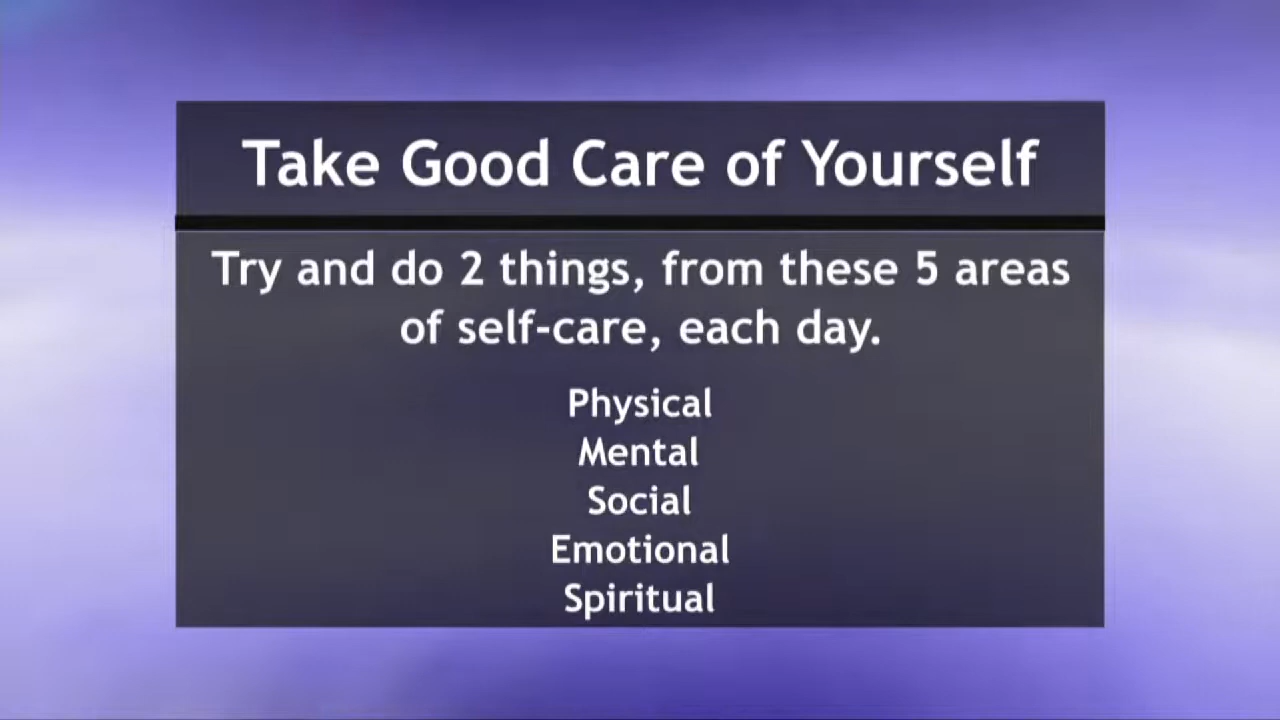 Take Good Care of Yourself
Try and do 2 things, from these 5 areas
of self-care, each day.
Physical
Mental
Social
Emotional
Spiritual